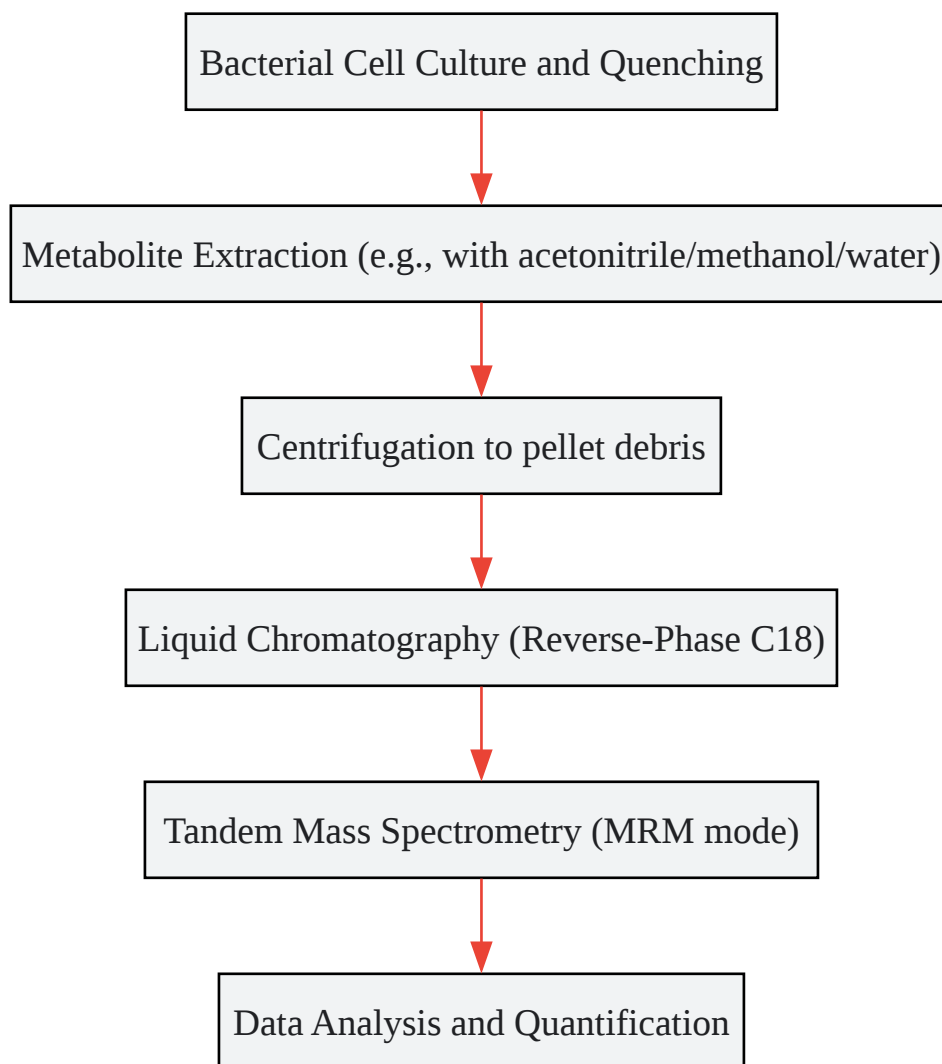 Bacterial Cell Culture and Quenching
Metabolite Extraction (e.g., with acetonitrile/methanol/water)
Centrifugation to pellet debris
Liquid Chromatography (Reverse-Phase C18)
Tandem Mass Spectrometry (MRM mode)
Data Analysis and Quantification